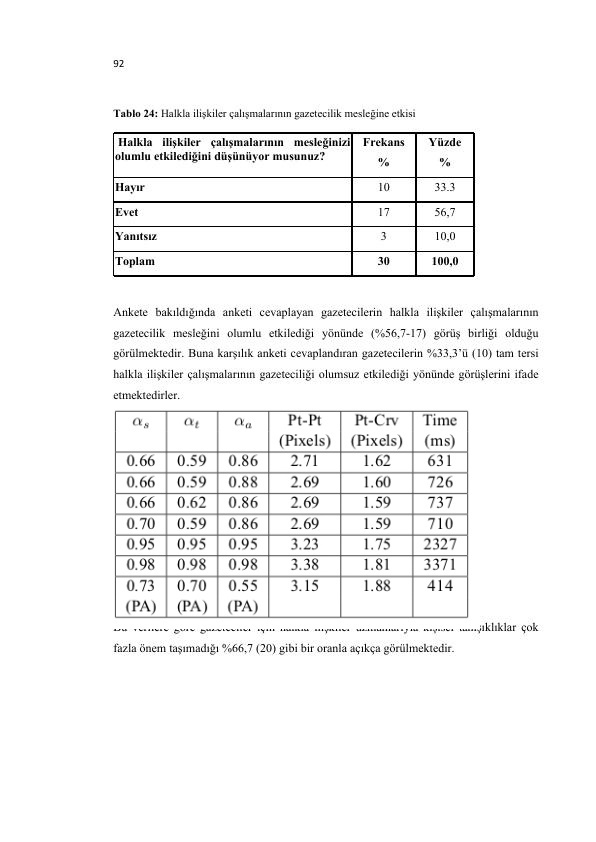 92
Tablo 24: Halkla ilişkiler çalışmalarının gazetecilik mesleğine etkisi
Halkla ilişkiler çalışmalarının mesleğinizi olumlu etkilediğini düşünüyor musunuz? Frekans % Yüzde %
Hayır 10 33.3
Evet 17 56,7
Yanıtsız 3 10,0
Toplam 30 100,0
Ankete bakıldığında anketi cevaplayan gazetecilerin halkla ilişkiler çalışmalarının
gazetecilik mesleğini olumlu etkilediği yönünde (%56,7-17) görüş birliği olduğu
görülmektedir. Buna karşılık anketi cevaplandıran gazetecilerin %33,3’ü (10) tam tersi
halkla ilişkiler çalışmalarının gazeteciliği olumsuz etkilediği yönünde görüşlerini ifade
etmektedirler.
αs αt αa Pt-Pt (Pixels) Pt-Crv (Pixels) Time (ms)
0.66 0.59 0.86 2.71 1.62 631
0.66 0.59 0.88 2.69 1.60 726
0.66 0.62 0.86 2.69 1.59 737
0.70 0.59 0.86 2.69 1.59 710
0.95 0.95 0.95 3.23 1.75 2327
0.98 0.98 0.98 3.38 1.81 3371
0.73 (PA) 0.70 (PA) 0.55 (PA) 3.15 1.88 414
çok
fazla önem taşımadığı %66,7 (20) gibi bir oranla açıkça görülmektedir.